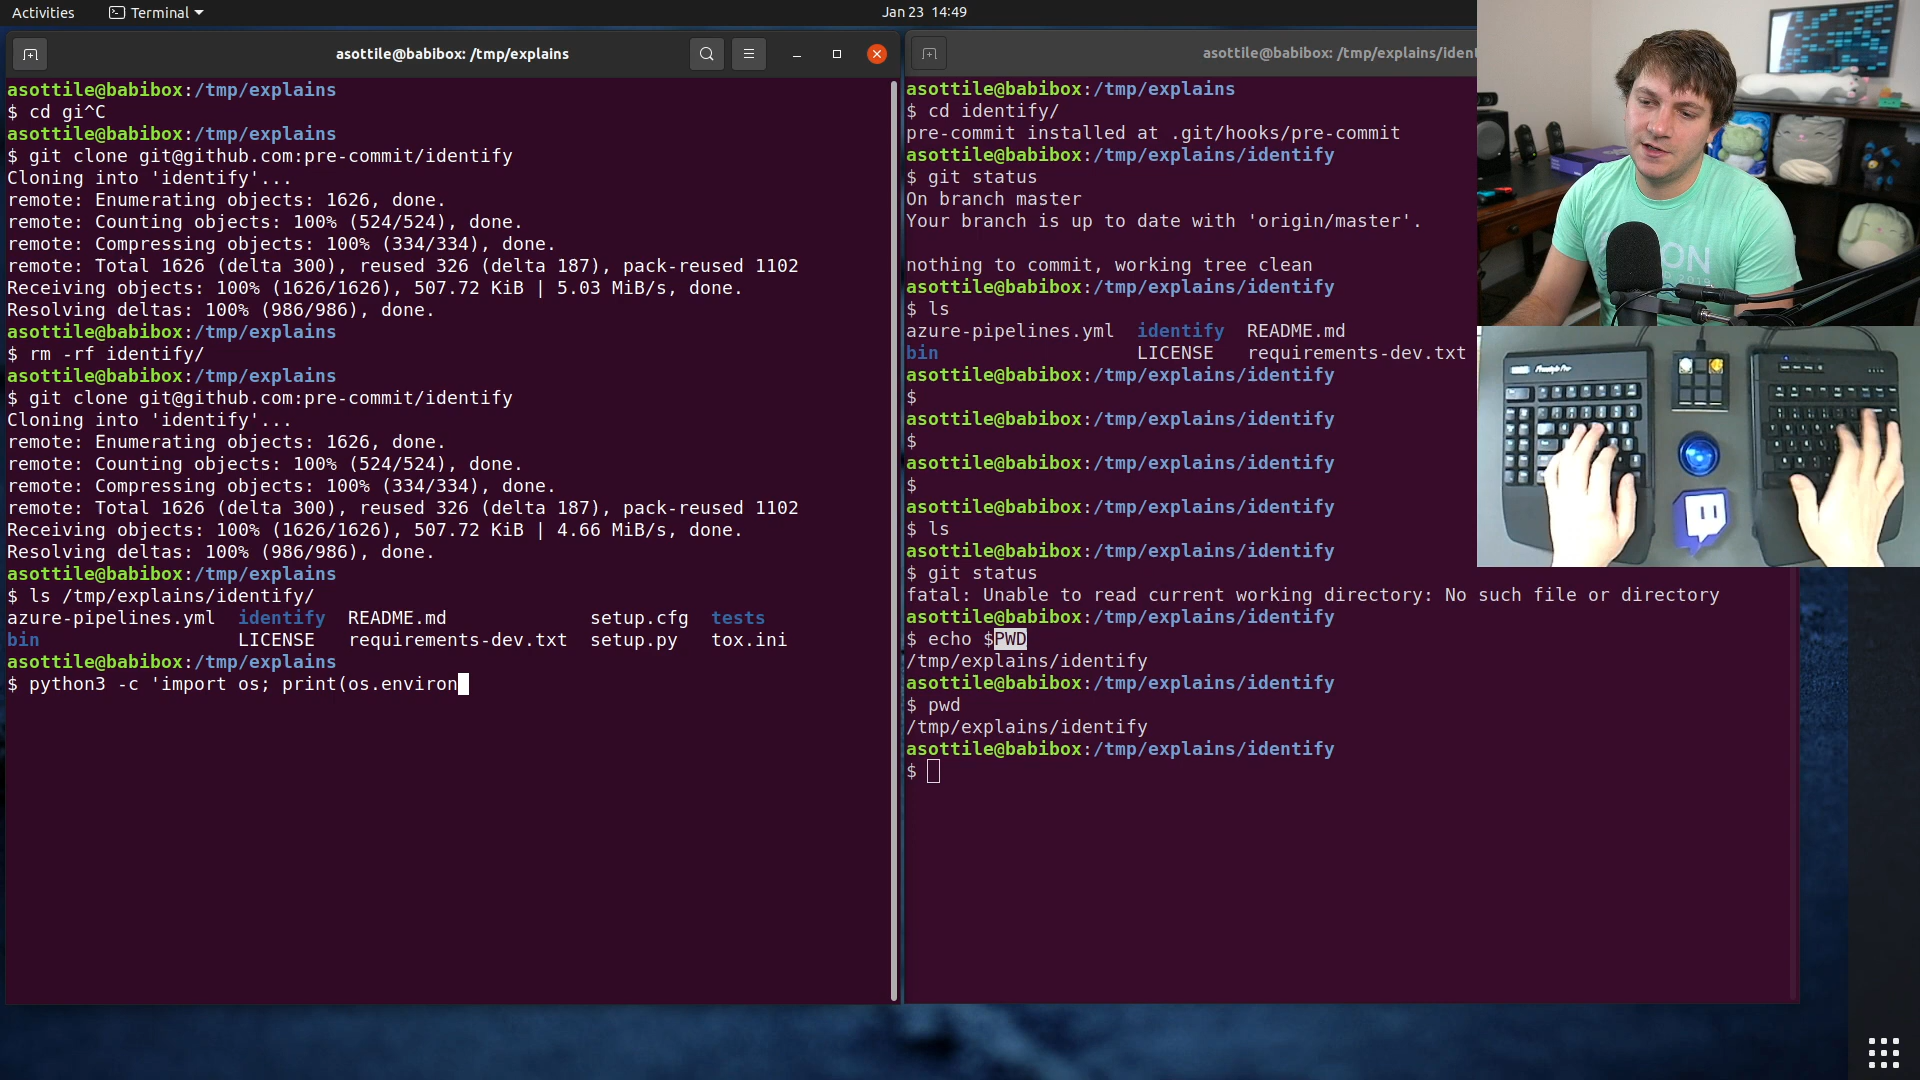 Activities
Terminal
Jan 23 14:49
asottile@babibox: /tmp/explains
asottile@babibox:/tmp/explains
$ cd gi^C
asottile@babibox:/tmp/explains
$ git clone git@github.com:pre-commit/identify
Cloning into 'identify'...
remote: Enumerating objects: 1626, done.
remote: Counting objects: 100% (524/524), done.
remote: Compressing objects: 100% (334/334), done.
remote: Total 1626 (delta 300), reused 326 (delta 187), pack-reused 1102
Receiving objects: 100% (1626/1626), 507.72 KiB | 5.03 MiB/s, done.
Resolving deltas: 100% (986/986), done.
asottile@babibox:/tmp/explains
$ rm -rf identify/
asottile@babibox:/tmp/explains
$ git clone git@github.com:pre-commit/identify
Cloning into 'identify'...
remote: Enumerating objects: 1626, done.
remote: Counting objects: 100% (524/524), done.
remote: Compressing objects: 100% (334/334), done.
remote: Total 1626 (delta 300), reused 326 (delta 187), pack-reused 1102
Receiving objects: 100% (1626/1626), 507.72 KiB | 4.66 MiB/s, done.
Resolving deltas: 100% (986/986), done.
asottile@babibox:/tmp/explains
$ ls /tmp/explains/identify/
azure-pipelines.yml identify README.md setup.cfg tests
bin LICENSE requirements-dev.txt setup.py tox.ini
asottile@babibox:/tmp/explains
$ python3 -c 'import os; print(os.environ
asottile@babibox: /tmp/explains/ident
asottile@babibox:/tmp/explains
$ cd identify/
pre-commit installed at .git/hooks/pre-commit
asottile@babibox:/tmp/explains/identify
$ git status
On branch master
Your branch is up to date with 'origin/master'.
nothing to commit, working tree clean
asottile@babibox:/tmp/explains/identify
$ ls
azure-pipelines.yml identify README.md
bin LICENSE requirements-dev.txt
asottile@babibox:/tmp/explains/identify
$
asottile@babibox:/tmp/explains/identify
$
asottile@babibox:/tmp/explains/identify
$
asottile@babibox:/tmp/explains/identify
$ ls
asottile@babibox:/tmp/explains/identify
$ git status
fatal: Unable to read current working directory: No such file or directory
asottile@babibox:/tmp/explains/identify
$ echo $PWD
/tmp/explains/identify
asottile@babibox:/tmp/explains/identify
$ pwd
/tmp/explains/identify
asottile@babibox:/tmp/explains/identify
$